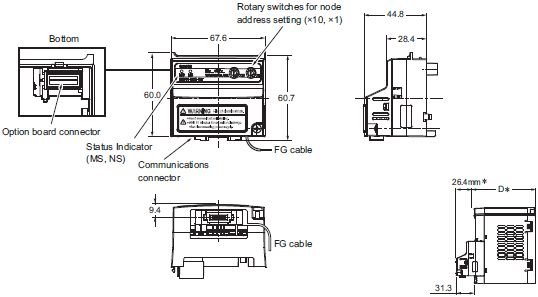 Rotary switches for node
address setting (×10, ×1)
44.8
67.6
28.4
Bottom
60.0
60.7
WARNING
Option board connector
Status Indicator
(MS, NS)
FG cable
Communications
connector
26.4mm* D*
9.4
FG cable
31.3